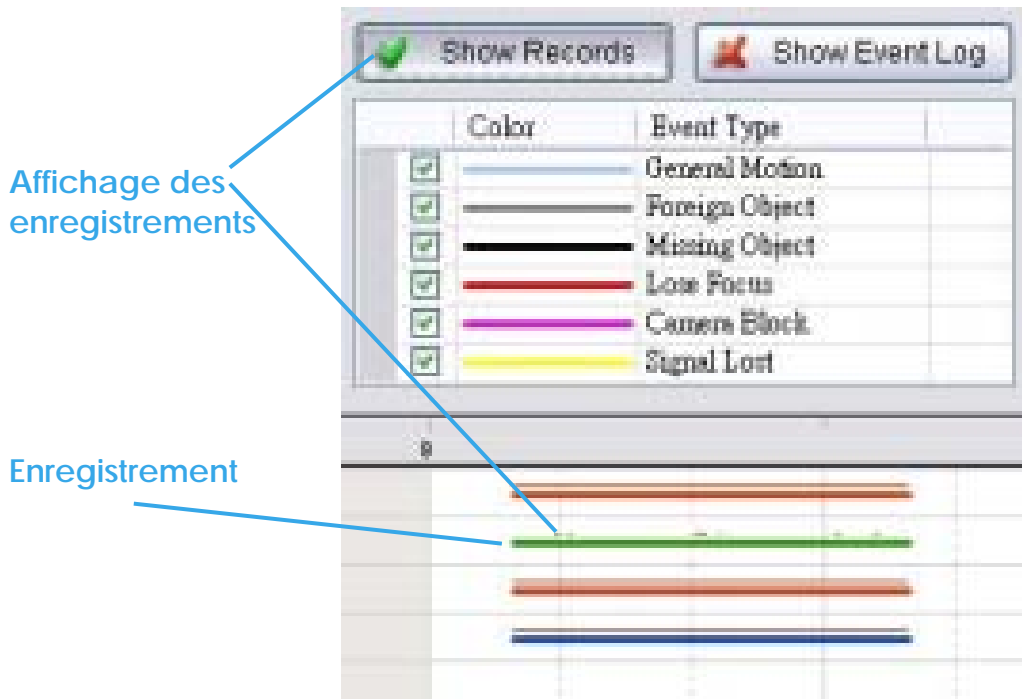 Show Records
Show Event Log
Color
Event Type
General Motion
Foreign Object
Missing Object
Lose Focus
Camera Block
Signal Lost
Affichage des
enregistrements
Enregistrement